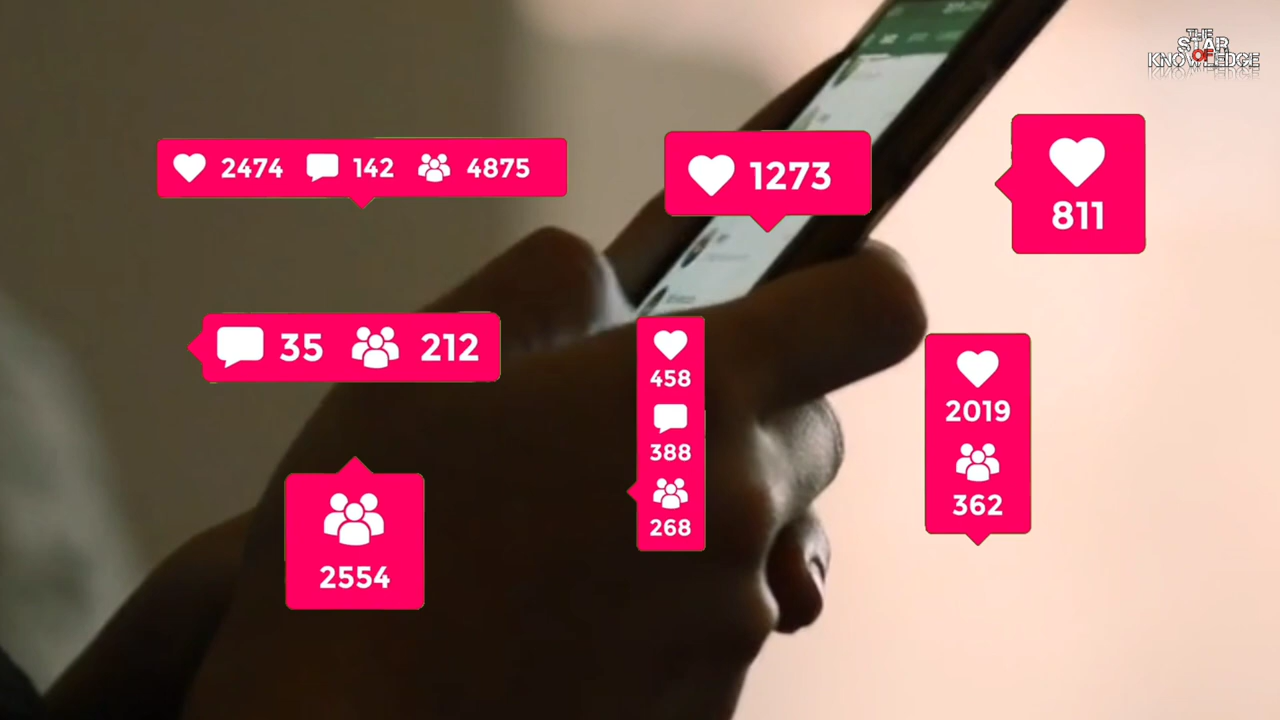 THE
STAR
OF
KNOWLEDGE
2474 142 4875
1273
811
35 212
458
388
268
2019
362
2554